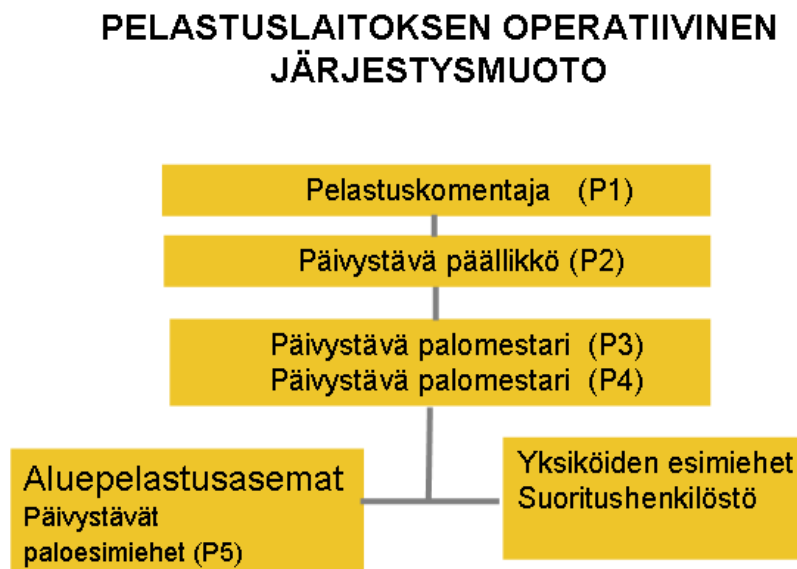 PELASTUSLAITOKSEN OPERATIIVINEN
JÄRJESTYSMUOTO
Pelastuskomentaja (P1)
Päivystävä päällikkö (P2)
Päivystävä palomestari (P3)
Päivystävä palomestari (P4)
Aluepelastusasemat
Päivystävät
paloesimiehet (P5)
Yksiköiden esimiehet
Suoritushenkilöstö